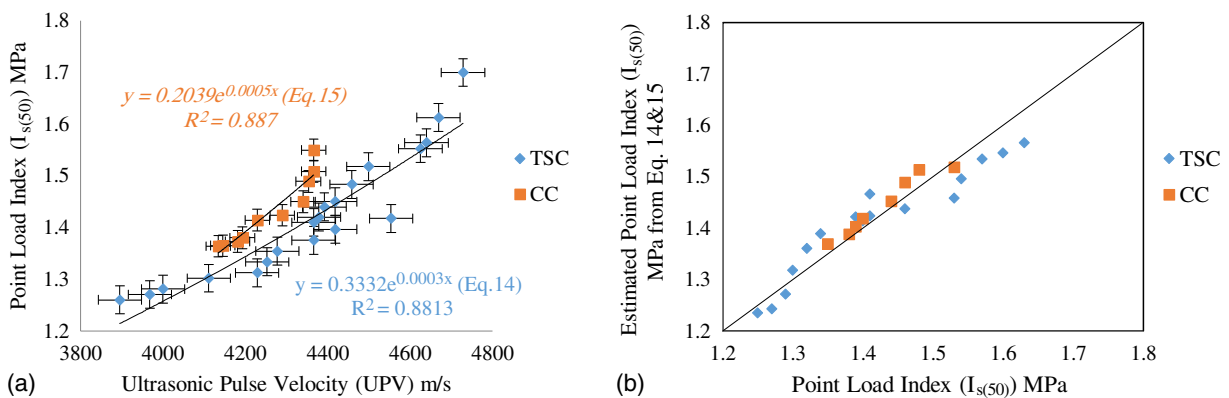 1.8
1.7
1.6
1.5
1.4
1.3
1.2
Point Load Index (Is(50)) MPa
y = 0.2039e^0.0005x (Eq.15)
R² = 0.887
y = 0.3332e^0.0003x (Eq.14)
R² = 0.8813
TSC
CC
3800 4000 4200 4400 4600 4800
Ultrasonic Pulse Velocity (UPV) m/s
(a)
1.8
1.7
1.6
1.5
1.4
1.3
1.2
Estimated Point Load Index (Is(50))
MPa from Eq. 14&15
TSC
CC
1.2 1.3 1.4 1.5 1.6 1.7 1.8
Point Load Index (Is(50)) MPa
(b)